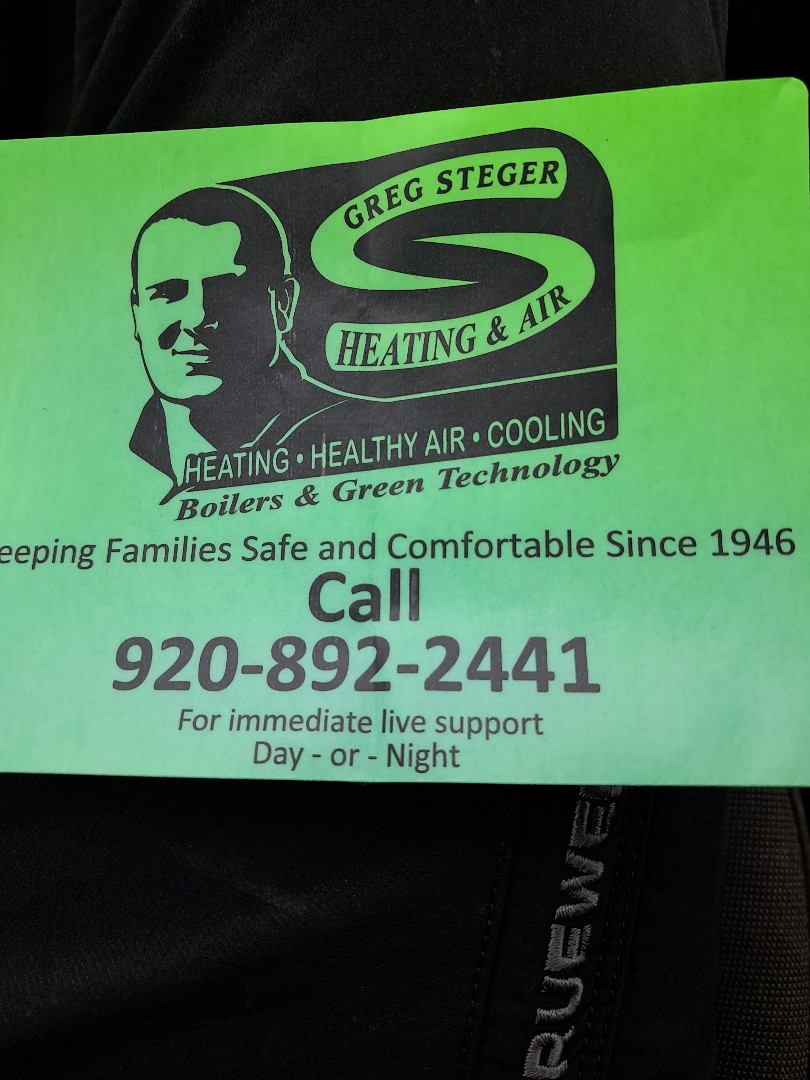 GREG STEGER
HEATING & AIR
HEATING • HEALTHY AIR • COOLING
Boilers & Green Technology
eeping Families Safe and Comfortable Since 1946
Call
920-892-2441
For immediate live support
Day - or - Night
RUEWE